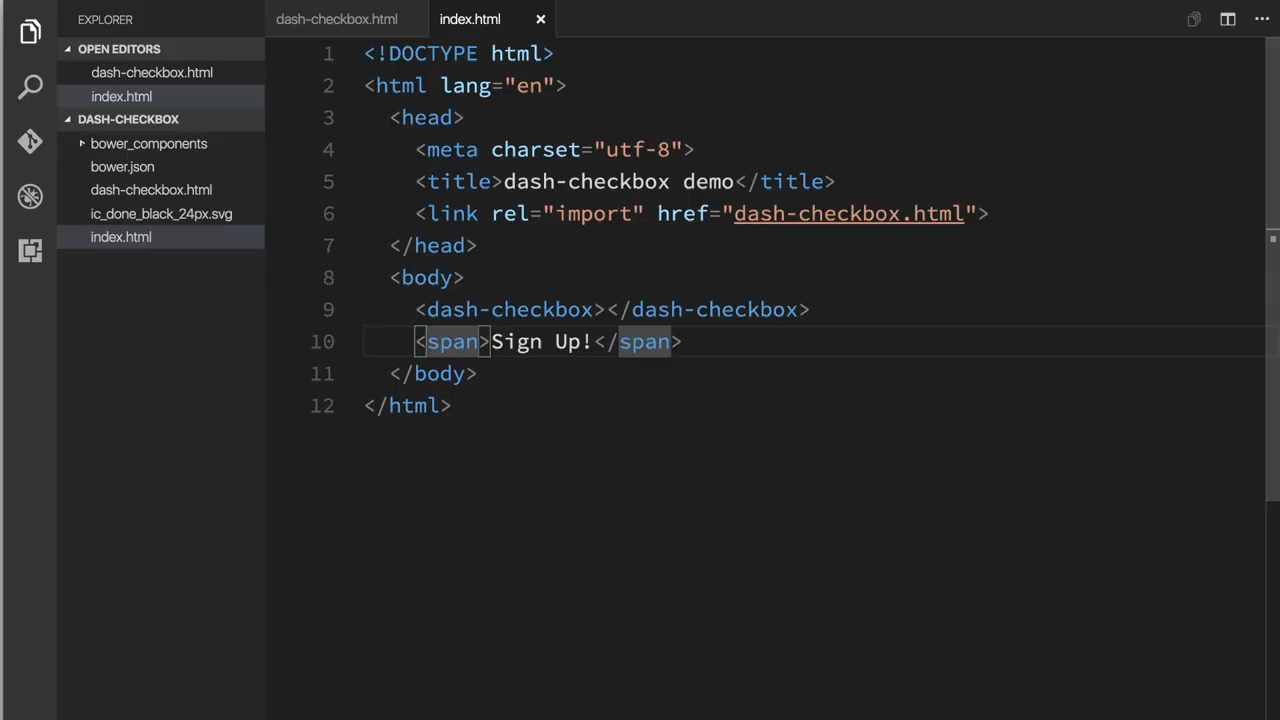 EXPLORER
OPEN EDITORS
dash-checkbox.html
index.html
DASH-CHECKBOX
bower_components
bower.json
dash-checkbox.html
ic_done_black_24px.svg
index.html
dash-checkbox.html index.html
1 <!DOCTYPE html>
2 <html lang="en">
3 <head>
4 <meta charset="utf-8">
5 <title>dash-checkbox demo</title>
6 <link rel="import" href="dash-checkbox.html">
7 </head>
8 <body>
9 <dash-checkbox></dash-checkbox>
10 <span>Sign Up!</span>
11 </body>
12 </html>